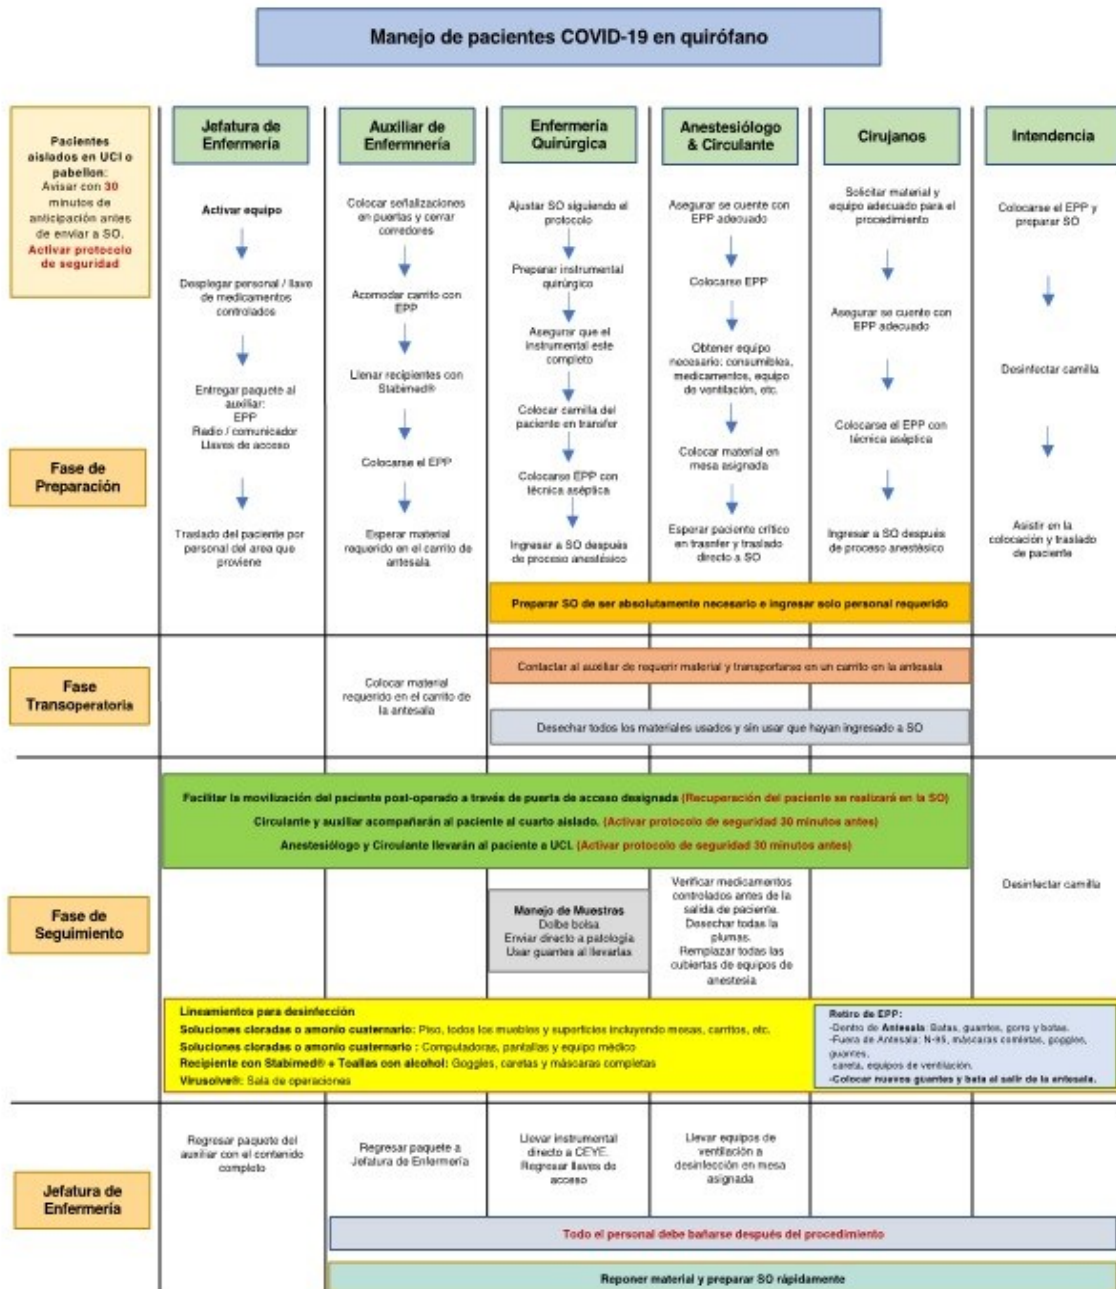 Manejo de pacientes COVID-19 en quirófano
Pacientes
aislados en UCI o
pabellon:
Avisar con 30
minutos de
anticipación antes
de enviar a SO.
Activar protocolo
de seguridad
Jefatura de
Enfermería
Auxiliar de
Enfermnería
Enfermería
Quirúrgica
Anestesiólogo
& Circulante
Cirujanos
Intendencia
Fase de
Preparación
Activar equipo
Desplegar personal / llave
de medicamentos
controlados
Entregar paquete al
auxiliar:
EPP
Radio / comunicador
Llaves de acceso
Traslado del paciente por
personal del area que
proviene
Colocar señalizaciones
en puertas y cerrar
corredores
Acomodar carrito con
EPP
Llenar recipientes con
Stabimed®
Colocarse el EPP
Esperar material
requerido en el carrito de
antesala
Ajustar SO siguiendo el
protocolo
Preparar instrumental
quirúrgico
Asegurar que el
instrumental este
completo
Colocar camilla del
paciente en transfer
Colocarse EPP con
técnica aséptica
Ingresar a SO después
de proceso anestésico
Asegurar se cuente con
EPP adecuado
Colocarse EPP
Obtener equipo
necesario: consumibles,
medicamentos, equipo
de ventilación, etc.
Colocar material en
mesa asignada
Esperar paciente crítico
en trasnfer y traslado
directo a SO
Solicitar material y
equipo adecuado para el
procedimiento
Asegurar se cuente con
EPP adecuado
Colocarse el EPP con
técnica aséptica
Ingresar a SO después
de proceso anestésico
Colocarse el EPP y
preparar SO
Desinfectar camilla
Asistir en la
colocación y traslado
de paciente
Preparar SO de ser absolutamente necesario e ingresar solo personal requerido
Fase
Transoperatoria
Colocar material
requerido en el carrito de
la antesala
Contactar al auxiliar de requerir material y transportarse en un carrito en la antesala
Desechar todos los materiales usados y sin usar que hayan ingresado a SO
Fase de
Seguimiento
Facilitar la movilización del paciente post-operado a través de puerta de acceso designada (Recuperación del paciente se realizará en la SO)
Circulante y auxiliar acompañarán al paciente al cuarto aislado. (Activar protocolo de seguridad 30 minutos antes)
Anestesiólogo y Circulante llevarán al paciente a UCI. (Activar protocolo de seguridad 30 minutos antes)
Manejo de Muestras
Dolbe bolsa
Enviar directo a patología
Usar guantes al llevarlas
Verificar medicamentos
controlados antes de la
salida de paciente.
Desechar todas la
plumas.
Remplazar todas las
cubiertas de equipos de
anestesia
Desinfectar camilla
Lineamientos para desinfección
Soluciones cloradas o amonio cuaternario: Piso, todos los muebles y superficies incluyendo mesas, carritos, etc.
Soluciones cloradas o amonio cuaternario : Computadoras, pantallas y equipo médico
Recipiente con Stabimed® + Toallas con alcohol: Goggles, caretas y máscaras completas
Virusolve®: Sala de operaciones
Retiro de EPP:
-Dentro de Antesala: Batas, guantes, gorro y botas.
-Fuera de Antesala: N-95, máscaras comletas, goggles,
guantes,
careta, equipos de ventilación.
-Colocar nuevos guantes y bata al salir de la antesala.
Jefatura de
Enfermería
Regresar paquete del
auxiliar con el contenido
completo
Regresar paquete a
Jefatura de Enfermería
Llevar instrumental
directo a CEYE.
Regresar llaves de
acceso
Llevar equipos de
ventilación a
desinfección en mesa
asignada
Todo el personal debe bañarse después del procedimiento
Reponer material y preparar SO rápidamente